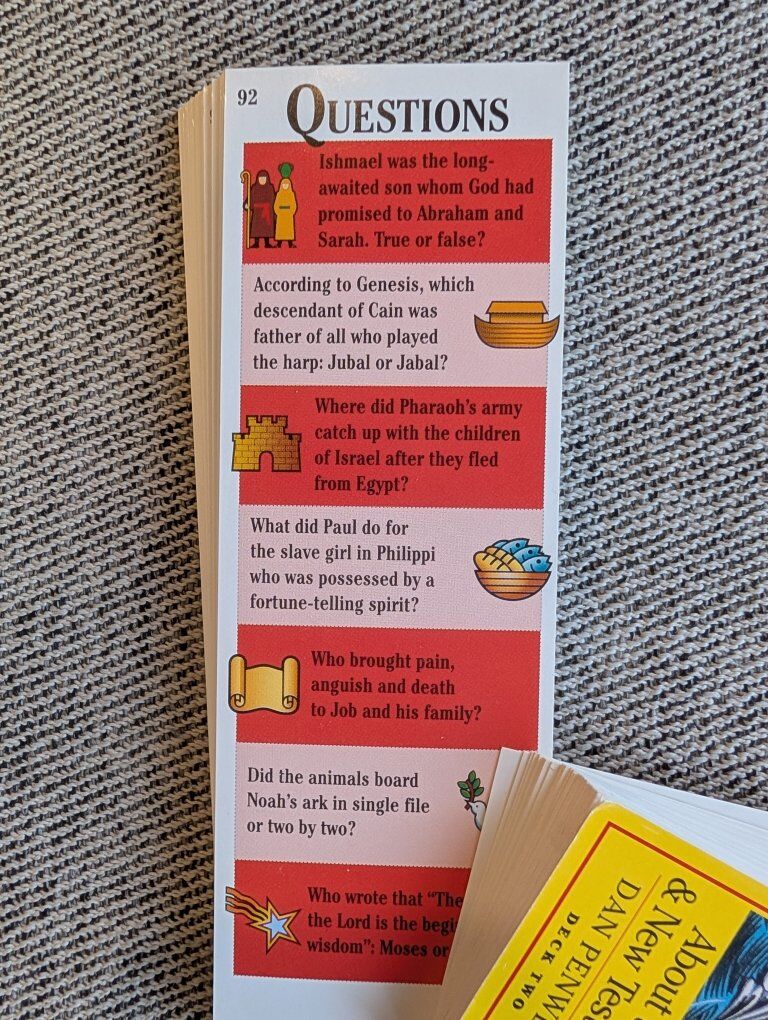 92
QUESTIONS
Ishmael was the long-
awaited son whom God had
promised to Abraham and
Sarah. True or false?
According to Genesis, which
descendant of Cain was
father of all who played
the harp: Jubal or Jabal?
Where did Pharaoh's army
catch up with the children
of Israel after they fled
from Egypt?
What did Paul do for
the slave girl in Philippi
who was possessed by a
fortune-telling spirit?
Who brought pain,
anguish and death
to Job and his family?
Did the animals board
Noah's ark in single file
or two by two?
Who wrote that "The
the Lord is the
wisdom": Moses or
About
& New
DAN
DECK TWO